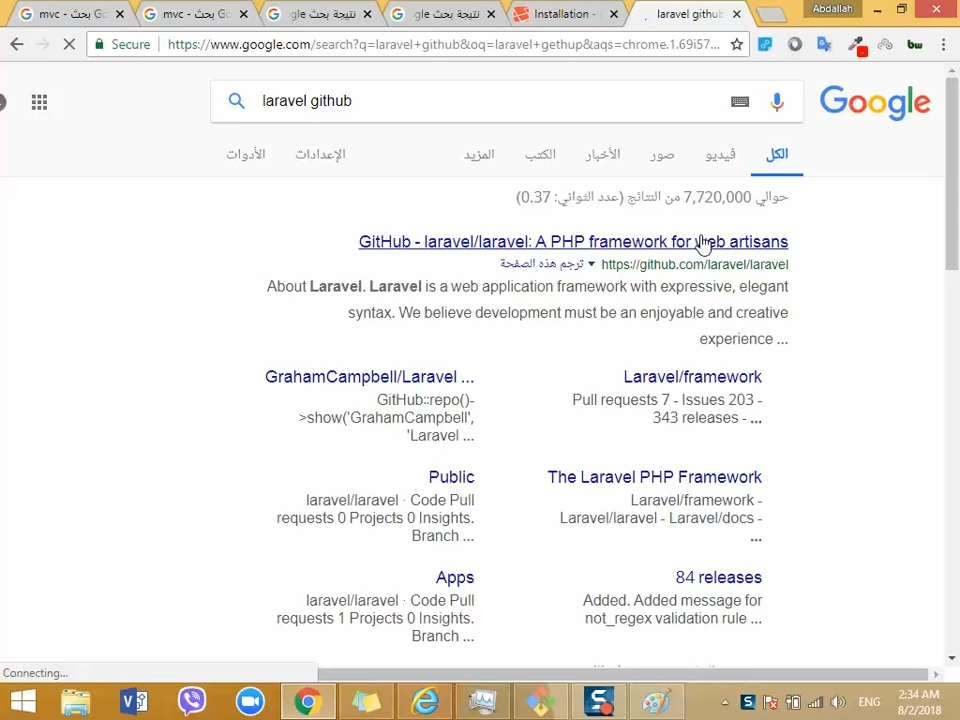 mvc - بحث Go
mvc - بحث Go
نتيجة بحث gle
نتيجة بحث gle
Installation -
laravel github
Abdallah
Secure
https://www.google.com/search?q=laravel+github&oq=laravel+gethup&aqs=chrome.1.69i57...
bw
laravel github
Google
الكل
فيديو
صور
الأخبار
الكتب
المزيد
الإعدادات
الأدوات
حوالي 7,720,000 من النتائج (عدد الثواني: 0.37)
GitHub - laravel/laravel: A PHP framework for web artisans
https://github.com/laravel/laravel ▼ ترجم هذه الصفحة
About Laravel. Laravel is a web application framework with expressive, elegant
syntax. We believe development must be an enjoyable and creative
experience ...
Laravel/framework
Pull requests 7 - Issues 203 -
343 releases - ...
GrahamCampbell/Laravel ...
GitHub::repo()-
>show('GrahamCampbell',
'Laravel ...
The Laravel PHP Framework
Laravel/framework -
Laravel/laravel - Laravel/docs -
...
Public
laravel/laravel · Code Pull
requests 0 Projects 0 Insights.
Branch ...
84 releases
Added. Added message for
not_regex validation rule ...
Apps
laravel/laravel · Code Pull
requests 1 Projects 0 Insights.
Branch ...
Connecting...
ENG
2:34 AM
8/2/2018